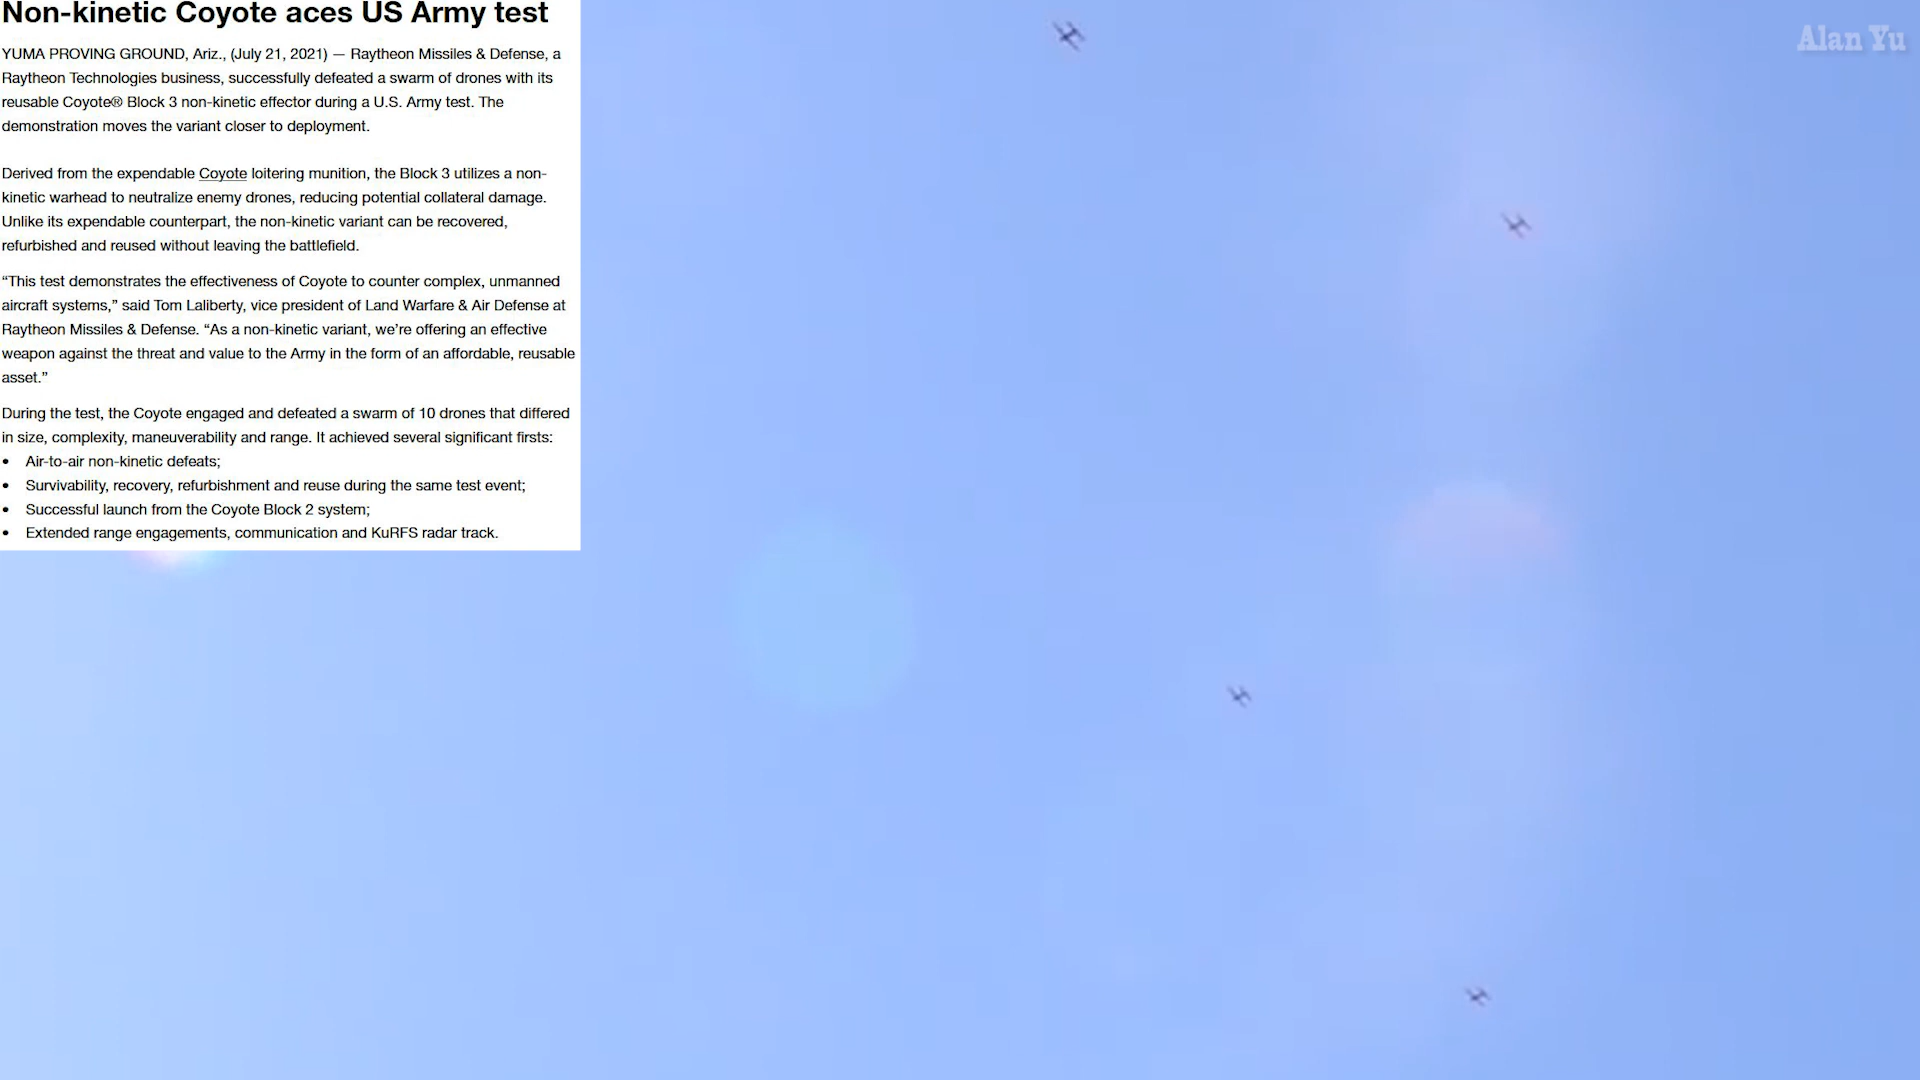 Non-kinetic Coyote aces US Army test
Alan Yu
YUMA PROVING GROUND, Ariz., (July 21, 2021) — Raytheon Missiles & Defense, a
Raytheon Technologies business, successfully defeated a swarm of drones with its
reusable Coyote® Block 3 non-kinetic effector during a U.S. Army test. The
demonstration moves the variant closer to deployment.
Derived from the expendable Coyote loitering munition, the Block 3 utilizes a non-
kinetic warhead to neutralize enemy drones, reducing potential collateral damage.
Unlike its expendable counterpart, the non-kinetic variant can be recovered,
refurbished and reused without leaving the battlefield.
“This test demonstrates the effectiveness of Coyote to counter complex, unmanned
aircraft systems,” said Tom Laliberty, vice president of Land Warfare & Air Defense at
Raytheon Missiles & Defense. “As a non-kinetic variant, we’re offering an effective
weapon against the threat and value to the Army in the form of an affordable, reusable
asset.”
During the test, the Coyote engaged and defeated a swarm of 10 drones that differed
in size, complexity, maneuverability and range. It achieved several significant firsts:
• Air-to-air non-kinetic defeats;
• Survivability, recovery, refurbishment and reuse during the same test event;
• Successful launch from the Coyote Block 2 system;
• Extended range engagements, communication and KuRFS radar track.